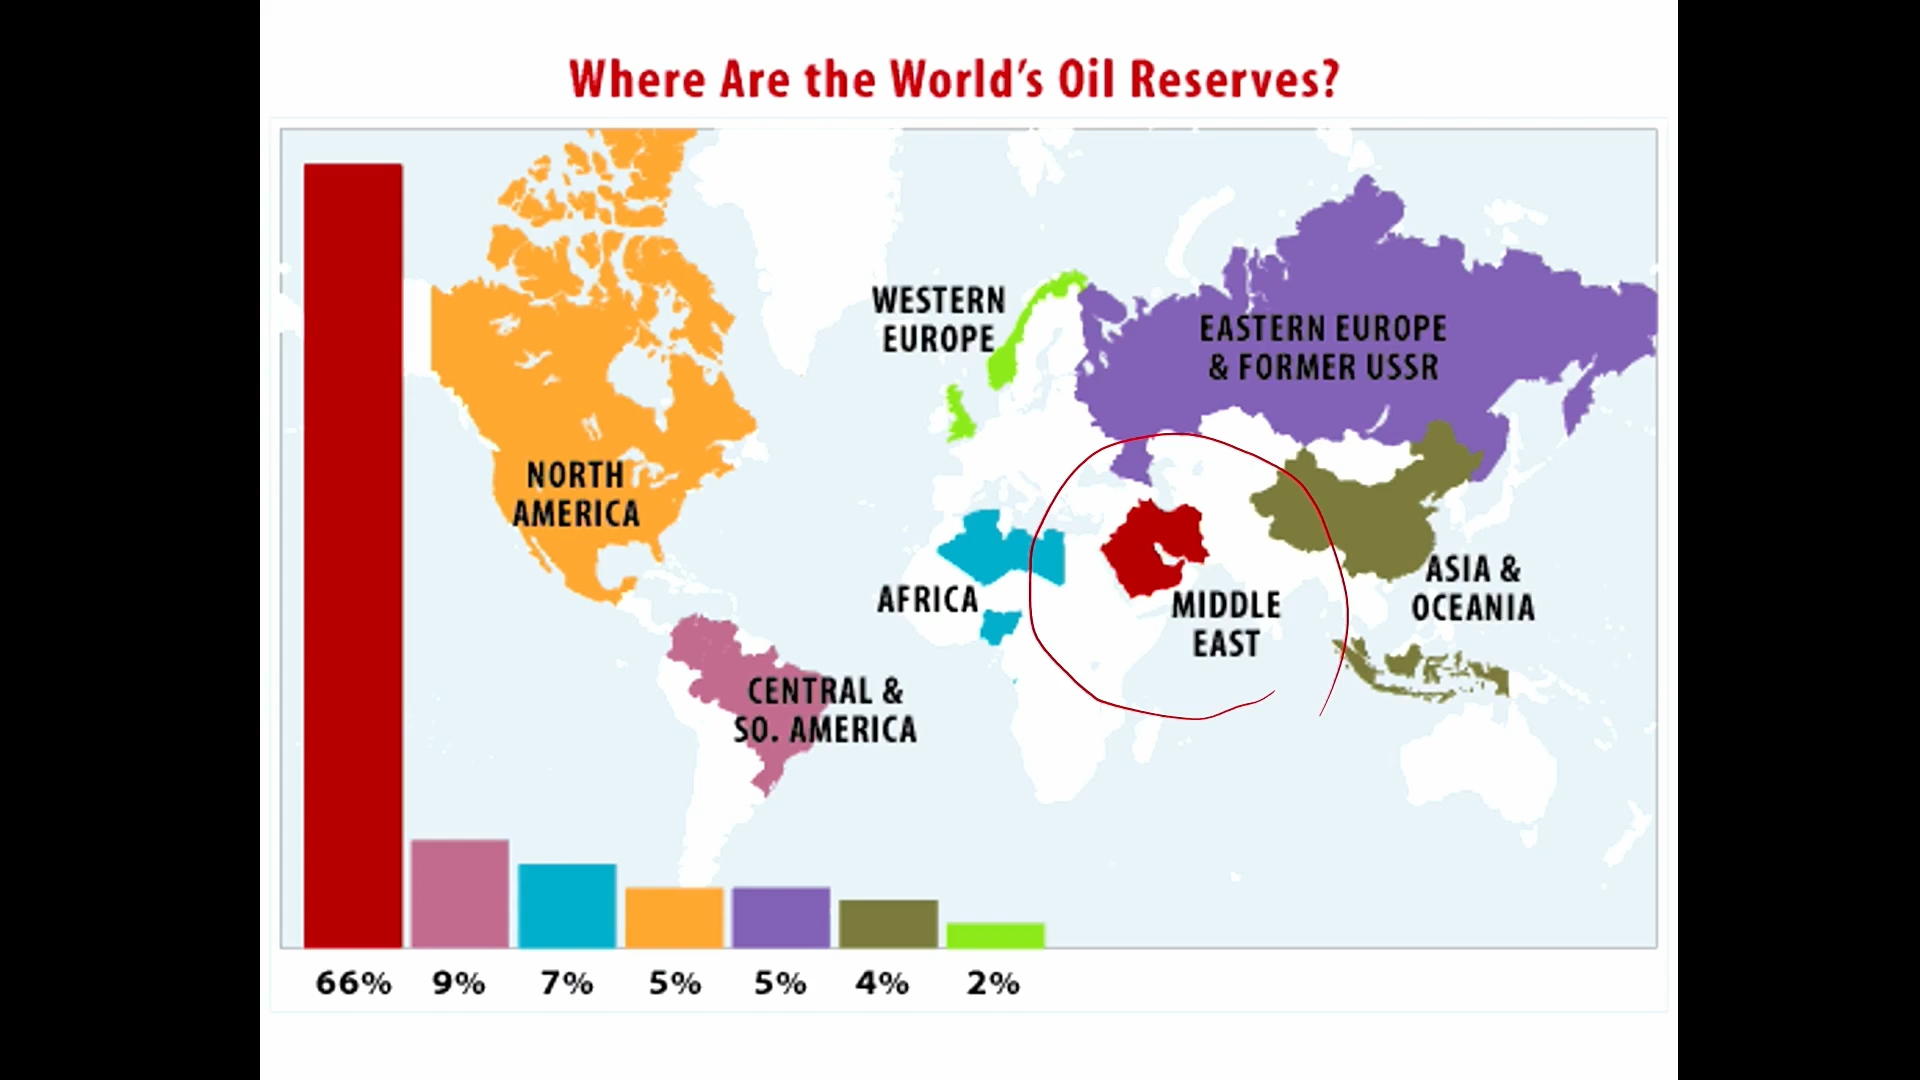 Where Are the World's Oil Reserves?
WESTERN
EUROPE
EASTERN EUROPE
& FORMER USSR
NORTH
AMERICA
AFRICA
MIDDLE
EAST
ASIA &
OCEANIA
CENTRAL &
SO. AMERICA
66% 9% 7% 5% 5% 4% 2%